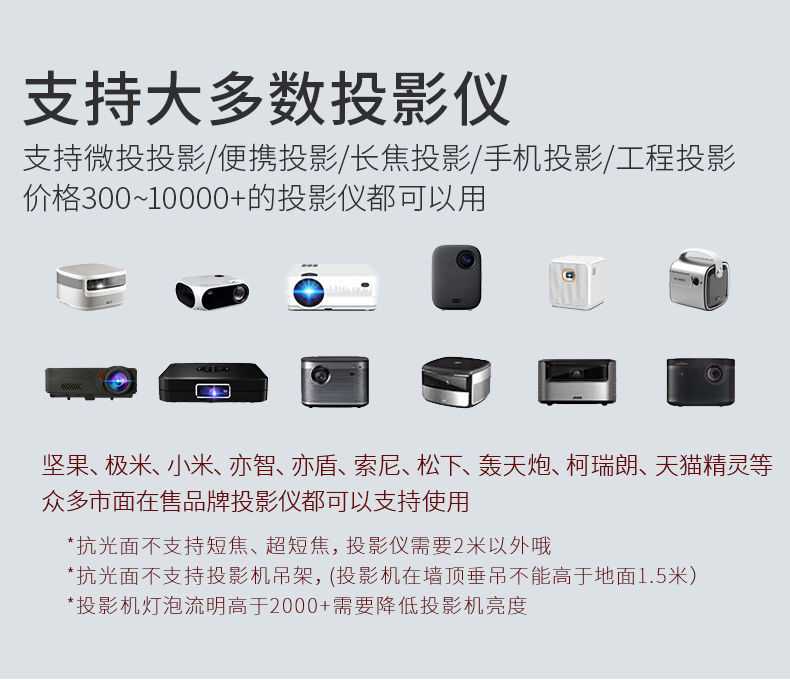 支持大多数投影仪
支持微投投影/便携投影/长焦投影/手机投影/工程投影
价格300~10000+的投影仪都可以用
坚果、极米、小米、亦智、亦盾、索尼、松下、轰天炮、柯瑞朗、天猫精灵等
众多市面在售品牌投影仪都可以支持使用
*抗光面不支持短焦、超短焦，投影仪需要2米以外哦
*抗光面不支持投影机吊架，(投影机在墙顶垂吊不能高于地面1.5米）
*投影机灯泡流明高于2000+需要降低投影机亮度